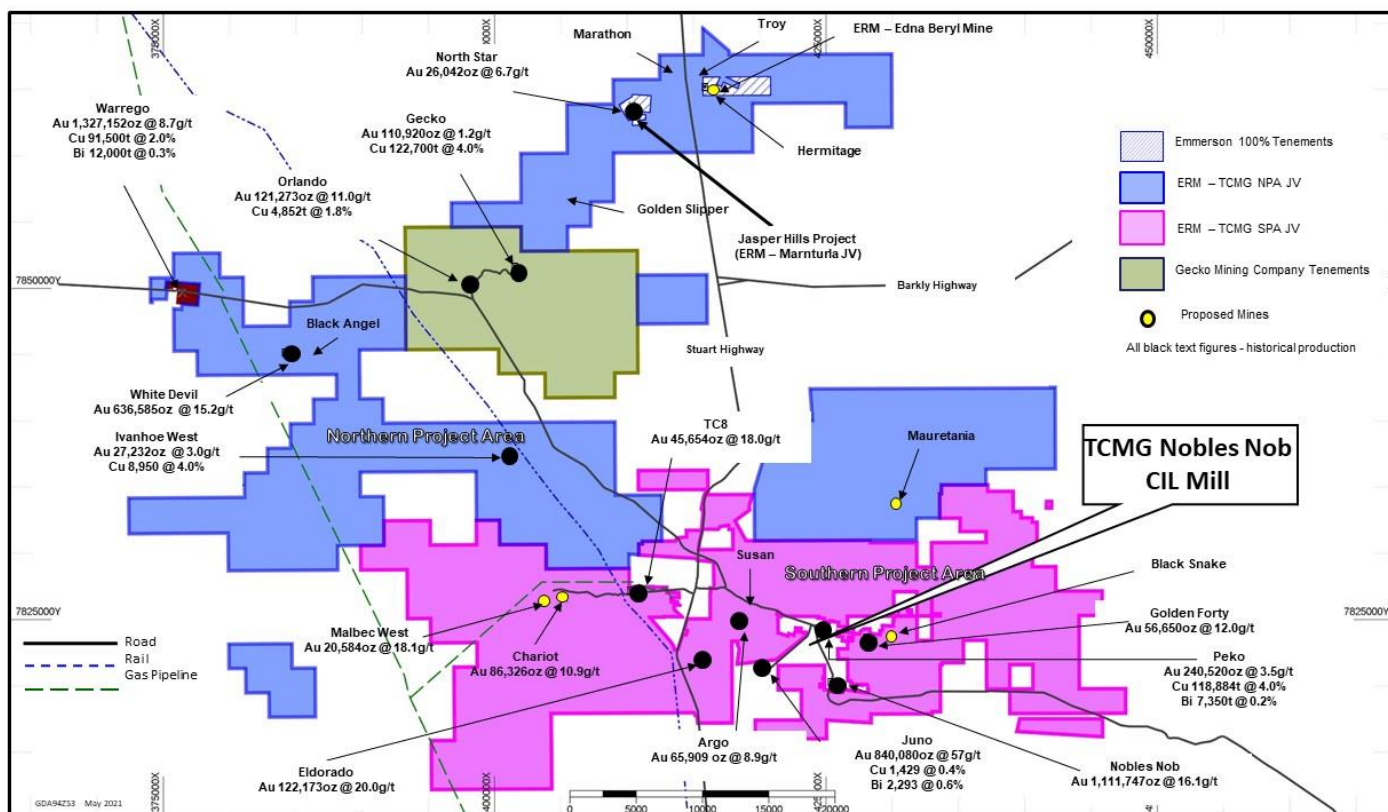 375000X
425000X
450000X
Marathon
Troy
ERM – Edna Beryl Mine
North Star
Au 26,042oz @ 6.7g/t
Warrego
Au 1,327,152oz @ 8.7g/t
Cu 91,500t @ 2.0%
Bi 12,000t @ 0.3%
Gecko
Au 110,920oz @ 1.2g/t
Cu 122,700t @ 4.0%
Hermitage
Orlando
Au 121,273oz @ 11.0g/t
Cu 4,852t @ 1.8%
Golden Slipper
Jasper Hills Project
(ERM – Marnturla JV)
Emmerson 100% Tenements
ERM – TCMG NPA JV
ERM – TCMG SPA JV
Gecko Mining Company Tenements
Proposed Mines
All black text figures - historical production
7850000Y
7850000Y
Barkly Highway
Black Angel
Stuart Highway
White Devil
Au 636,585oz @ 15.2g/t
Ivanhoe West
Au 27,232oz @ 3.0g/t
Cu 8,950 @ 4.0%
Northern Project Area
TC8
Au 45,654oz @ 18.0g/t
Mauretania
TCMG Nobles Nob
CIL Mill
Susan
Southern Project Area
Black Snake
7825000Y
7825000Y
Golden Forty
Au 56,650oz @ 12.0g/t
Malbec West
Au 20,584oz @ 18.1g/t
Chariot
Au 86,326oz @ 10.9g/t
Peko
Au 240,520oz @ 3.5g/t
Cu 118,884t @ 4.0%
Bi 7,350t @ 0.2%
Road
Rail
Gas Pipeline
Eldorado
Au 122,173oz @ 20.0g/t
Argo
Au 65,909 oz @ 8.9g/t
Juno
Au 840,080oz @ 57g/t
Cu 1,429 @ 0.4%
Bi 2,293 @ 0.6%
Nobles Nob
Au 1,111,747oz @ 16.1g/t
GDA94Z53 May 2021
375000X
400000X
0
5000
10000
15000